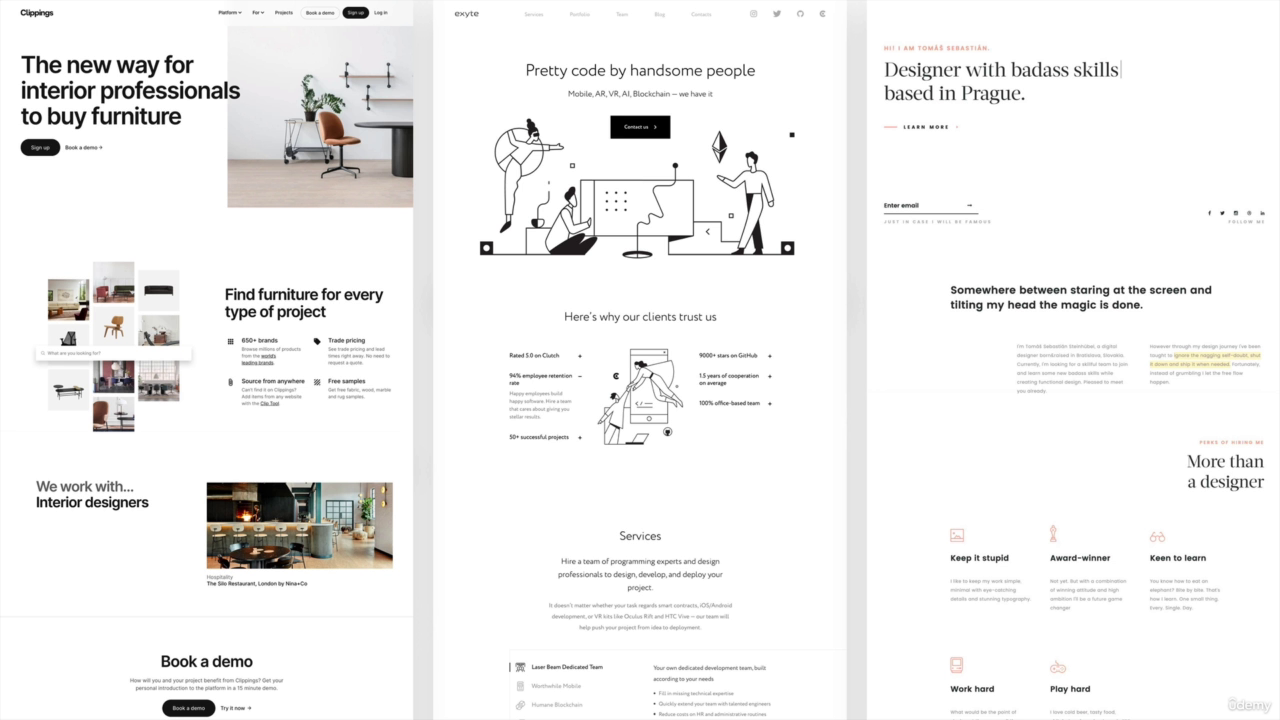 Clippings
Platform
For
Projects
Book a demo
Sign up
Log in
The new way for
interior professionals
to buy furniture
Sign up
Book a demo →
What are you looking for?
Find furniture for every
type of project
650+ brands
Browse millions of products
from the world's
leading brands.
Trade pricing
See trade pricing and lead
times right away. No need to
request a quote.
Source from anywhere
Can't find it on Clippings?
Add items from any website
with the Clip Tool
Free samples
Get free fabric, wood, marble
and rug samples.
We work with...
Interior designers
Hospitality
The Silo Restaurant, London by Nina+Co
Book a demo
How will you and your project benefit from Clippings? Get your
personal introduction to the platform in a 15 minute demo.
Book a demo
Try it now →
exyte
Services
Portfolio
Team
Blog
Contacts
Pretty code by handsome people
Mobile, AR, VR, AI, Blockchain — we have it
Contact us >
Here's why our clients trust us
Rated 5.0 on Clutch +
94% employee retention −
rate
Happy employees build
happy software. Hire a team
that cares about giving you
stellar results.
50+ successful projects +
9000+ stars on GitHub +
1.5 years of cooperation +
on average
100% office-based team +
Services
Hire a team of programming experts and design
professionals to design, develop, and deploy your
project.
It doesn't matter whether your task regards smart contracts, iOS/Android
development, or VR kits like Oculus Rift and HTC Vive — our team will
help push your project from idea to deployment.
Laser Beam Dedicated Team
Worthwhile Mobile
Humane Blockchain
Your own dedicated development team, built
according to your needs
• Fill in missing technical expertise
• Quickly extend your team with talented engineers
• Reduce costs on HR and administrative routines
HI! I AM TOMÁŠ SEBASTIÁN.
Designer with badass skills|
based in Prague.
LEARN MORE
Enter email →
JUST IN CASE I WILL BE FAMOUS
FOLLOW ME
Somewhere between staring at the screen and
tilting my head the magic is done.
I'm Tomáš Sebastián Stelnhübel, a digital
designer born&raised in Bratislava, Slovakia.
Currently, I'm looking for a skillful team to join
and learn some new badass skills while
creating functional design. Pleased to meet
you already.
However through my design journey I've been
taught to ignore the nagging self-doubt, shut
it down and ship it when needed. Fortunately,
instead of grumbling I let the free flow
happen.
PERKS OF HIRING ME
More than
a designer
Keep it stupid
I like to keep my work simple,
minimal with eye-catching
details and stunning typography.
Award-winner
Not yet. But with a combination
of winning attitude and high
ambition I'll be a future game
changer
Keen to learn
You know how to eat an
elephant? Bite by bite. That's
how I learn. One small thing.
Every. Single. Day.
Work hard
What would be the point of
Play hard
I love cold beer, tasty food,
ûdemy